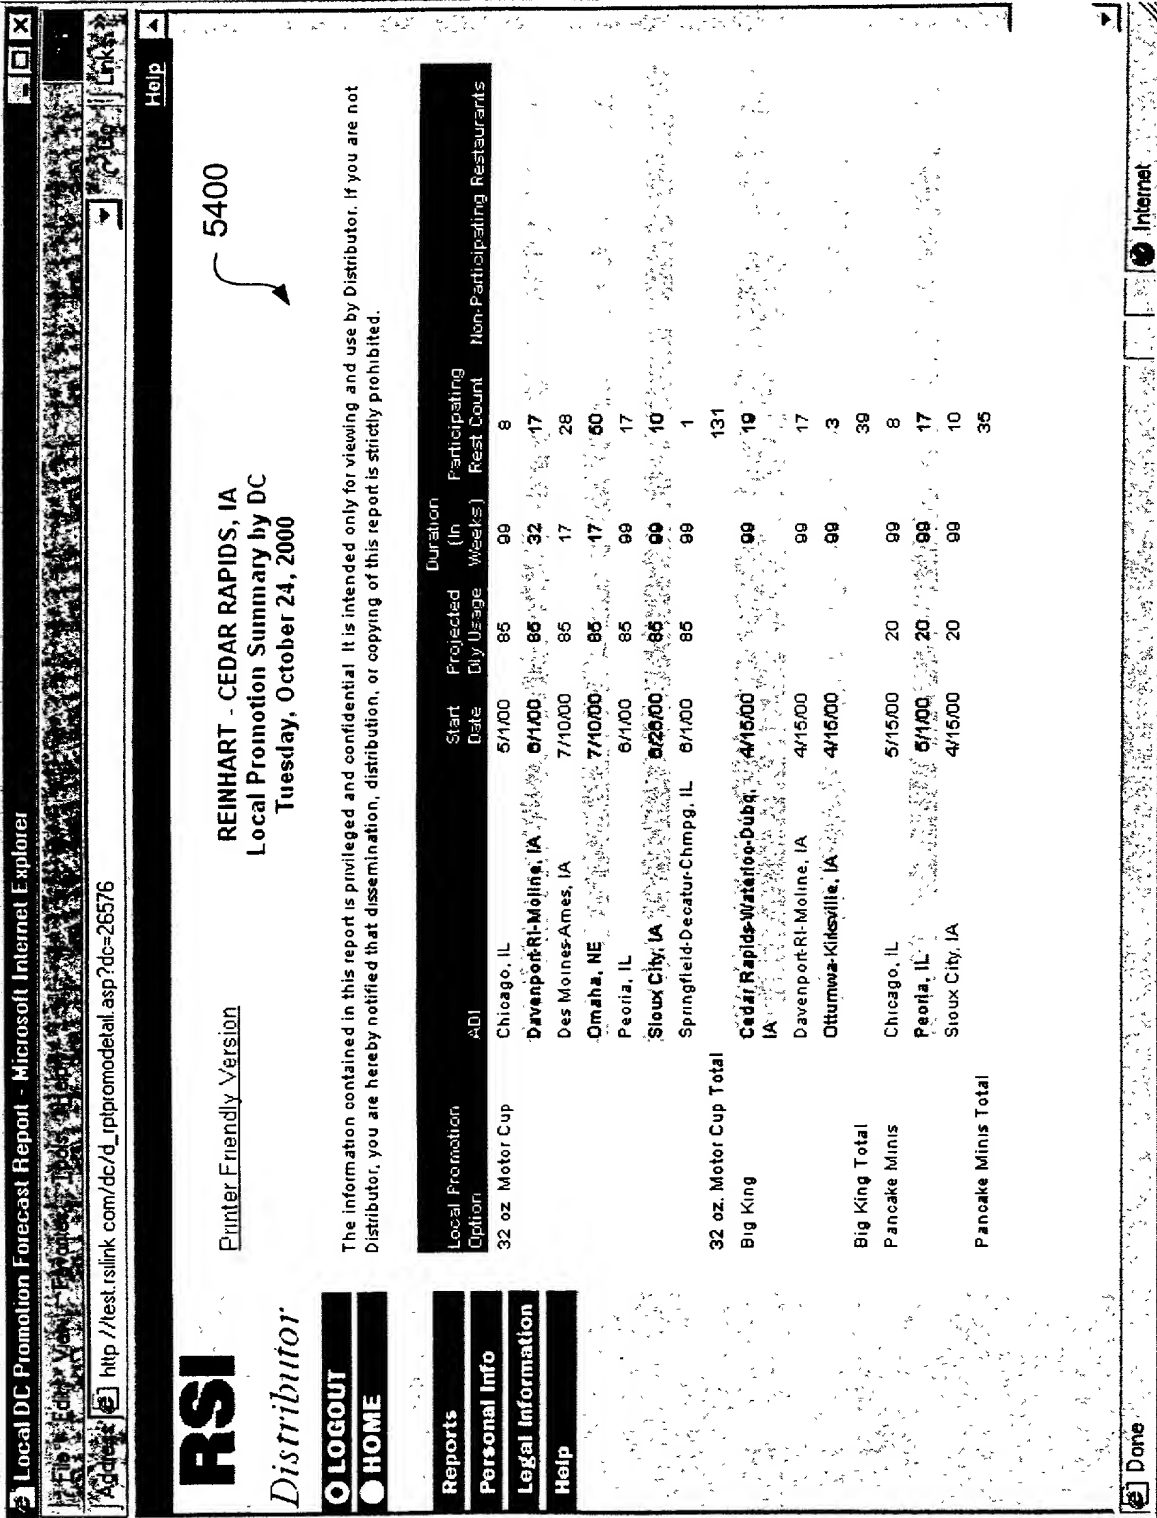 Local DC Promotion Forecast Report - Microsoft Internet Explorer
File Edit View Favorites Tools Help
Address http //test.rsilink com/dc/d_rptpromodetail.asp?dc=26576 Go Links »
Help
RSI
Distributor
LOGOUT
HOME
Reports
Personal Info
Legal Information
Help
Printer Friendly Version
REINHART - CEDAR RAPIDS, IA
Local Promotion Summary by DC
Tuesday, October 24, 2000
5400
The information contained in this report is privileged and confidential It is intended only for viewing and use by Distributor. If you are not
Distributor, you are hereby notified that dissemination, distribution, or copying of this report is strictly prohibited.
Local Promotion Option ADI Start Date Projected Dly Usage Duration (In Weeks) Participating Rest Count Non-Participating Restaurants
32 oz Motor Cup Chicago, IL 5/1/00 85 99 8
Davenport-RI-Moline, IA 6/1/00 85 32 17
Des Moines-Ames, IA 7/10/00 85 17 28
Omaha, NE 7/10/00 85 17 50
Peoria, IL 6/1/00 85 99 17
Sioux City, IA 6/26/00 85 99 10
Springfield-Decatur-Chmpg, IL 6/1/00 85 99 1
32 oz. Motor Cup Total 131
Big King Cedar Rapids-Waterloo-Dubq, IA 4/15/00 99 19
Davenport-RI-Moline, IA 4/15/00 99 17
Ottumwa-Kirksville, IA 4/15/00 99 3
Big King Total 39
Pancake Minis Chicago, IL 5/15/00 20 99 8
Peoria, IL 5/1/00 20 99 17
Sioux City, IA 4/15/00 20 99 10
Pancake Minis Total 35
Done Internet